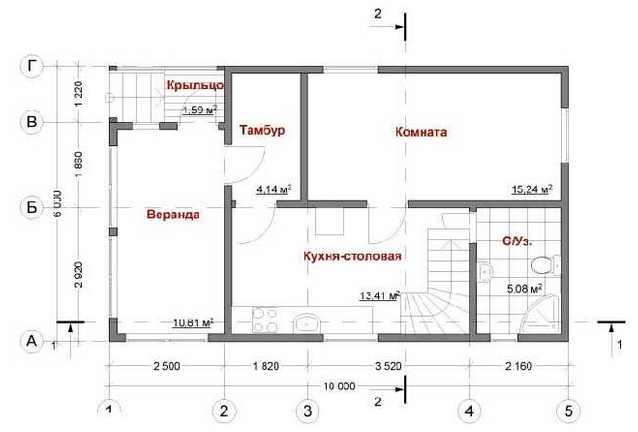 2
Г
Крыльцо
1 220
1.59 м²
В
Тамбур
Комната
1 880
4.14 м²
15.24 м²
6 000
Б
Веранда
С/Уз.
Кухня-столовая
2 920
5.08 м²
13.41 м²
10.81 м²
А
1
1
2 500
1 820
3 520
2 160
10 000
2
1
2
3
4
5